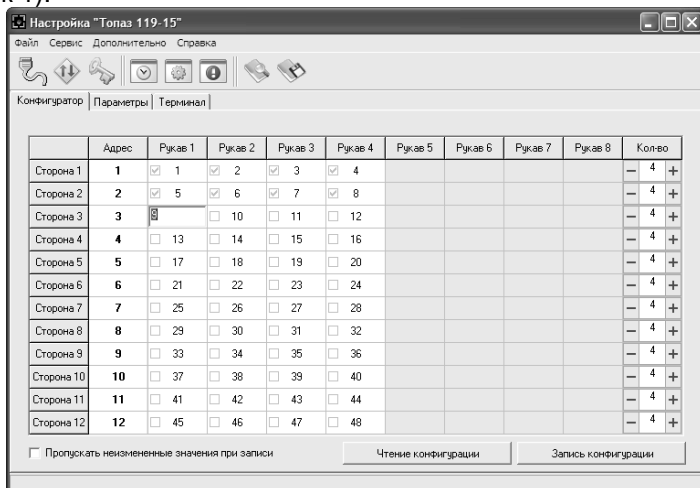 к 1).
Настройка "Топаз 119-15"
Файл Сервис Дополнительно Справка
Конфигуратор Параметры Терминал
Адрес Рукав 1 Рукав 2 Рукав 3 Рукав 4 Рукав 5 Рукав 6 Рукав 7 Рукав 8 Кол-во
Сторона 1 1 1 2 3 4 − 4 +
Сторона 2 2 5 6 7 8 − 4 +
Сторона 3 3 9 10 11 12 − 4 +
Сторона 4 4 13 14 15 16 − 4 +
Сторона 5 5 17 18 19 20 − 4 +
Сторона 6 6 21 22 23 24 − 4 +
Сторона 7 7 25 26 27 28 − 4 +
Сторона 8 8 29 30 31 32 − 4 +
Сторона 9 9 33 34 35 36 − 4 +
Сторона 10 10 37 38 39 40 − 4 +
Сторона 11 11 41 42 43 44 − 4 +
Сторона 12 12 45 46 47 48 − 4 +
Пропускать неизмененные значения при записи Чтение конфигурации Запись конфигурации